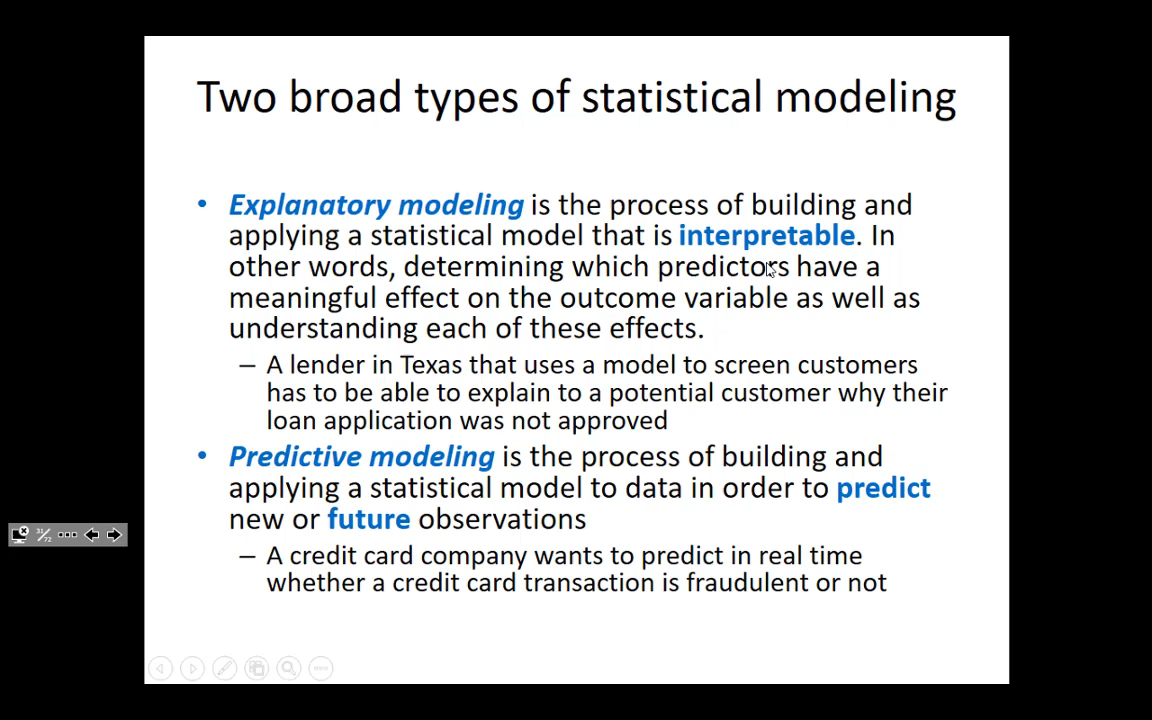 Two broad types of statistical modeling
• Explanatory modeling is the process of building and
applying a statistical model that is interpretable. In
other words, determining which predictors have a
meaningful effect on the outcome variable as well as
understanding each of these effects.
– A lender in Texas that uses a model to screen customers
has to be able to explain to a potential customer why their
loan application was not approved
• Predictive modeling is the process of building and
applying a statistical model to data in order to predict
new or future observations
31/72
– A credit card company wants to predict in real time
whether a credit card transaction is fraudulent or not